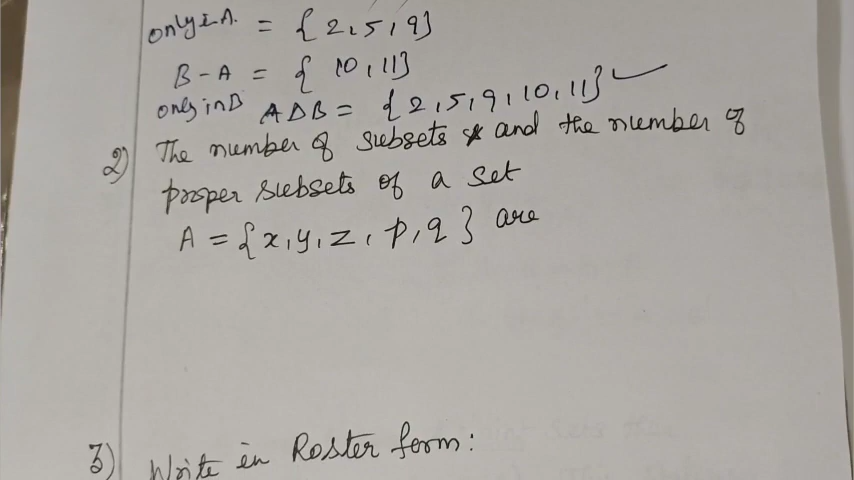 only in A. = { 2, 5, 9}
B - A = { 10, 11}
only in B A Δ B = {2, 5, 9, 10, 11}
2) The number of subsets and the number of
proper subsets of a set
A = {x, y, z, p, q } are
3) Write in Roster form: